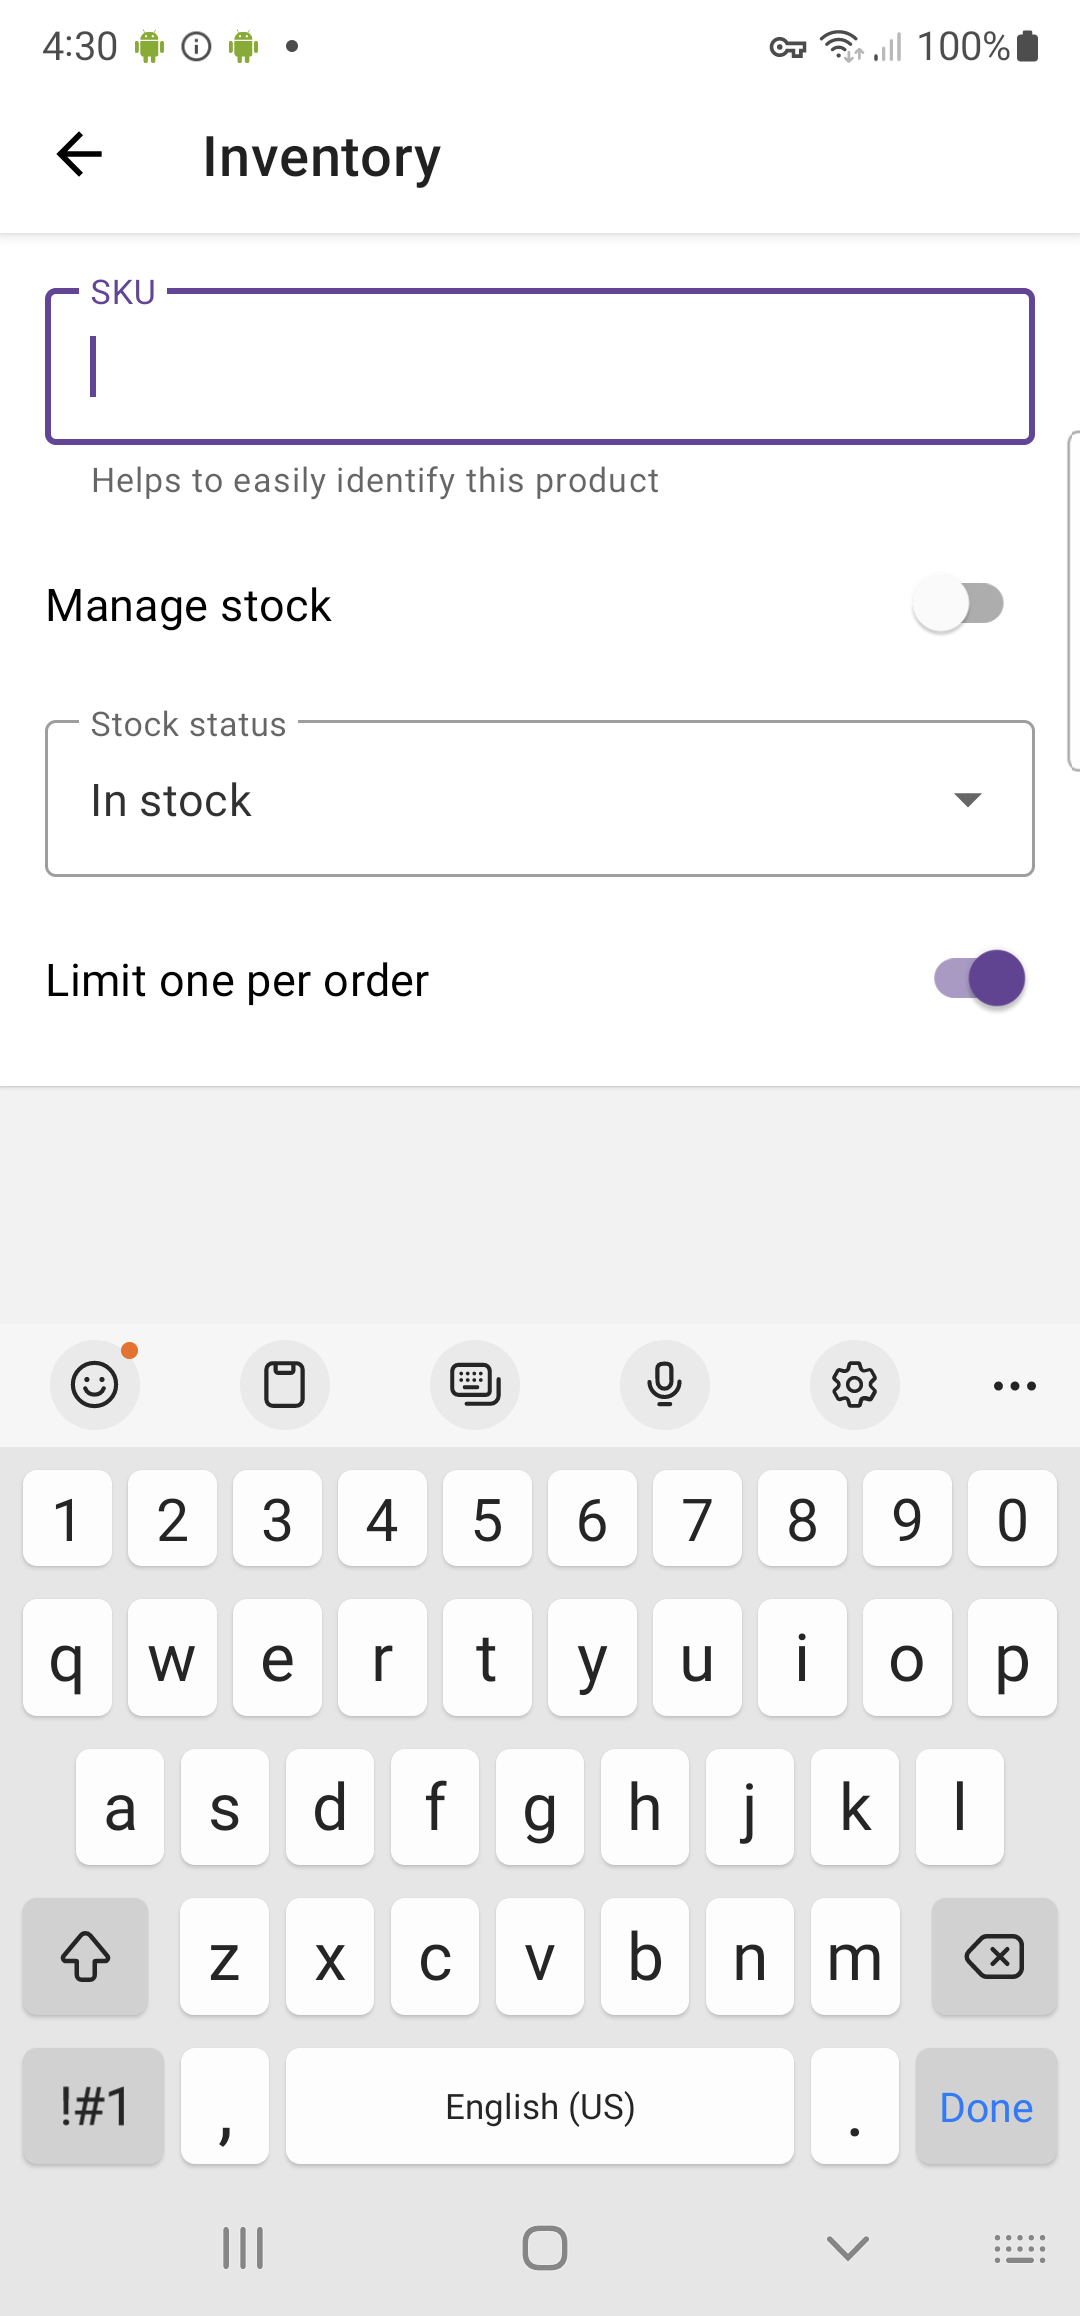 4:30 100%
Inventory
SKU
Helps to easily identify this product
Manage stock
Stock status
In stock
Limit one per order
1 2 3 4 5 6 7 8 9 0
q w e r t y u i o p
a s d f g h j k l
z x c v b n m
!#1 , English (US) . Done